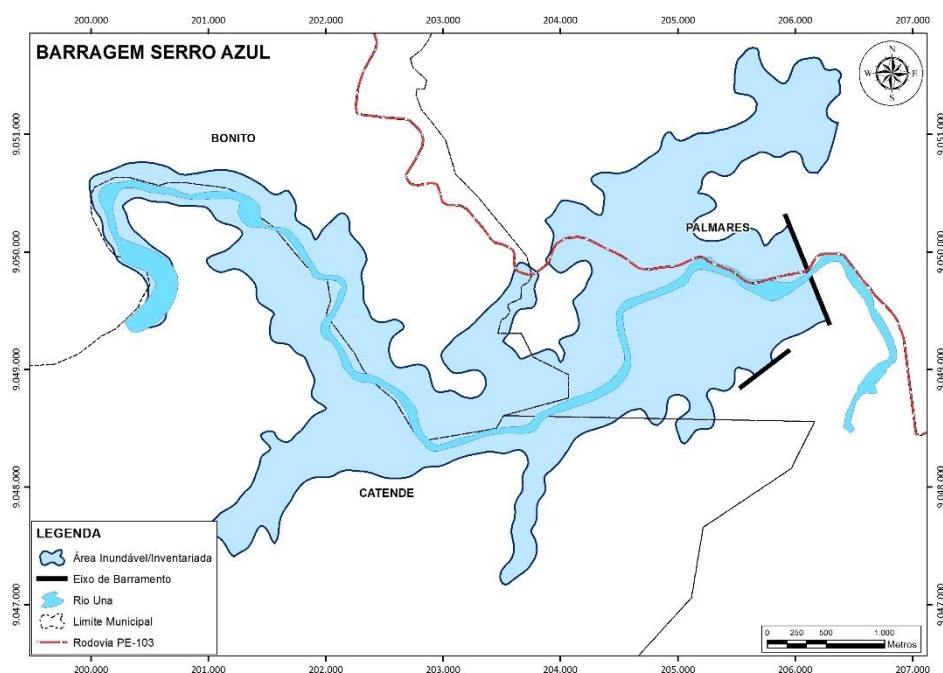 200.000 201.000 202.000 203.000 204.000 205.000 206.000 207.000
BARRAGEM SERRO AZUL
N
W E
S
9.051.000 9.051.000
BONITO
PALMARES
9.050.000 9.050.000
9.049.000 9.049.000
9.048.000 9.048.000
CATENDE
LEGENDA
Área Inundável/Inventariada
Eixo de Barramento
Rio Una
Limite Municipal
Rodovia PE-103
9.047.000 9.047.000
0 250 500 1.000
Metros
200.000 201.000 202.000 203.000 204.000 205.000 206.000 207.000